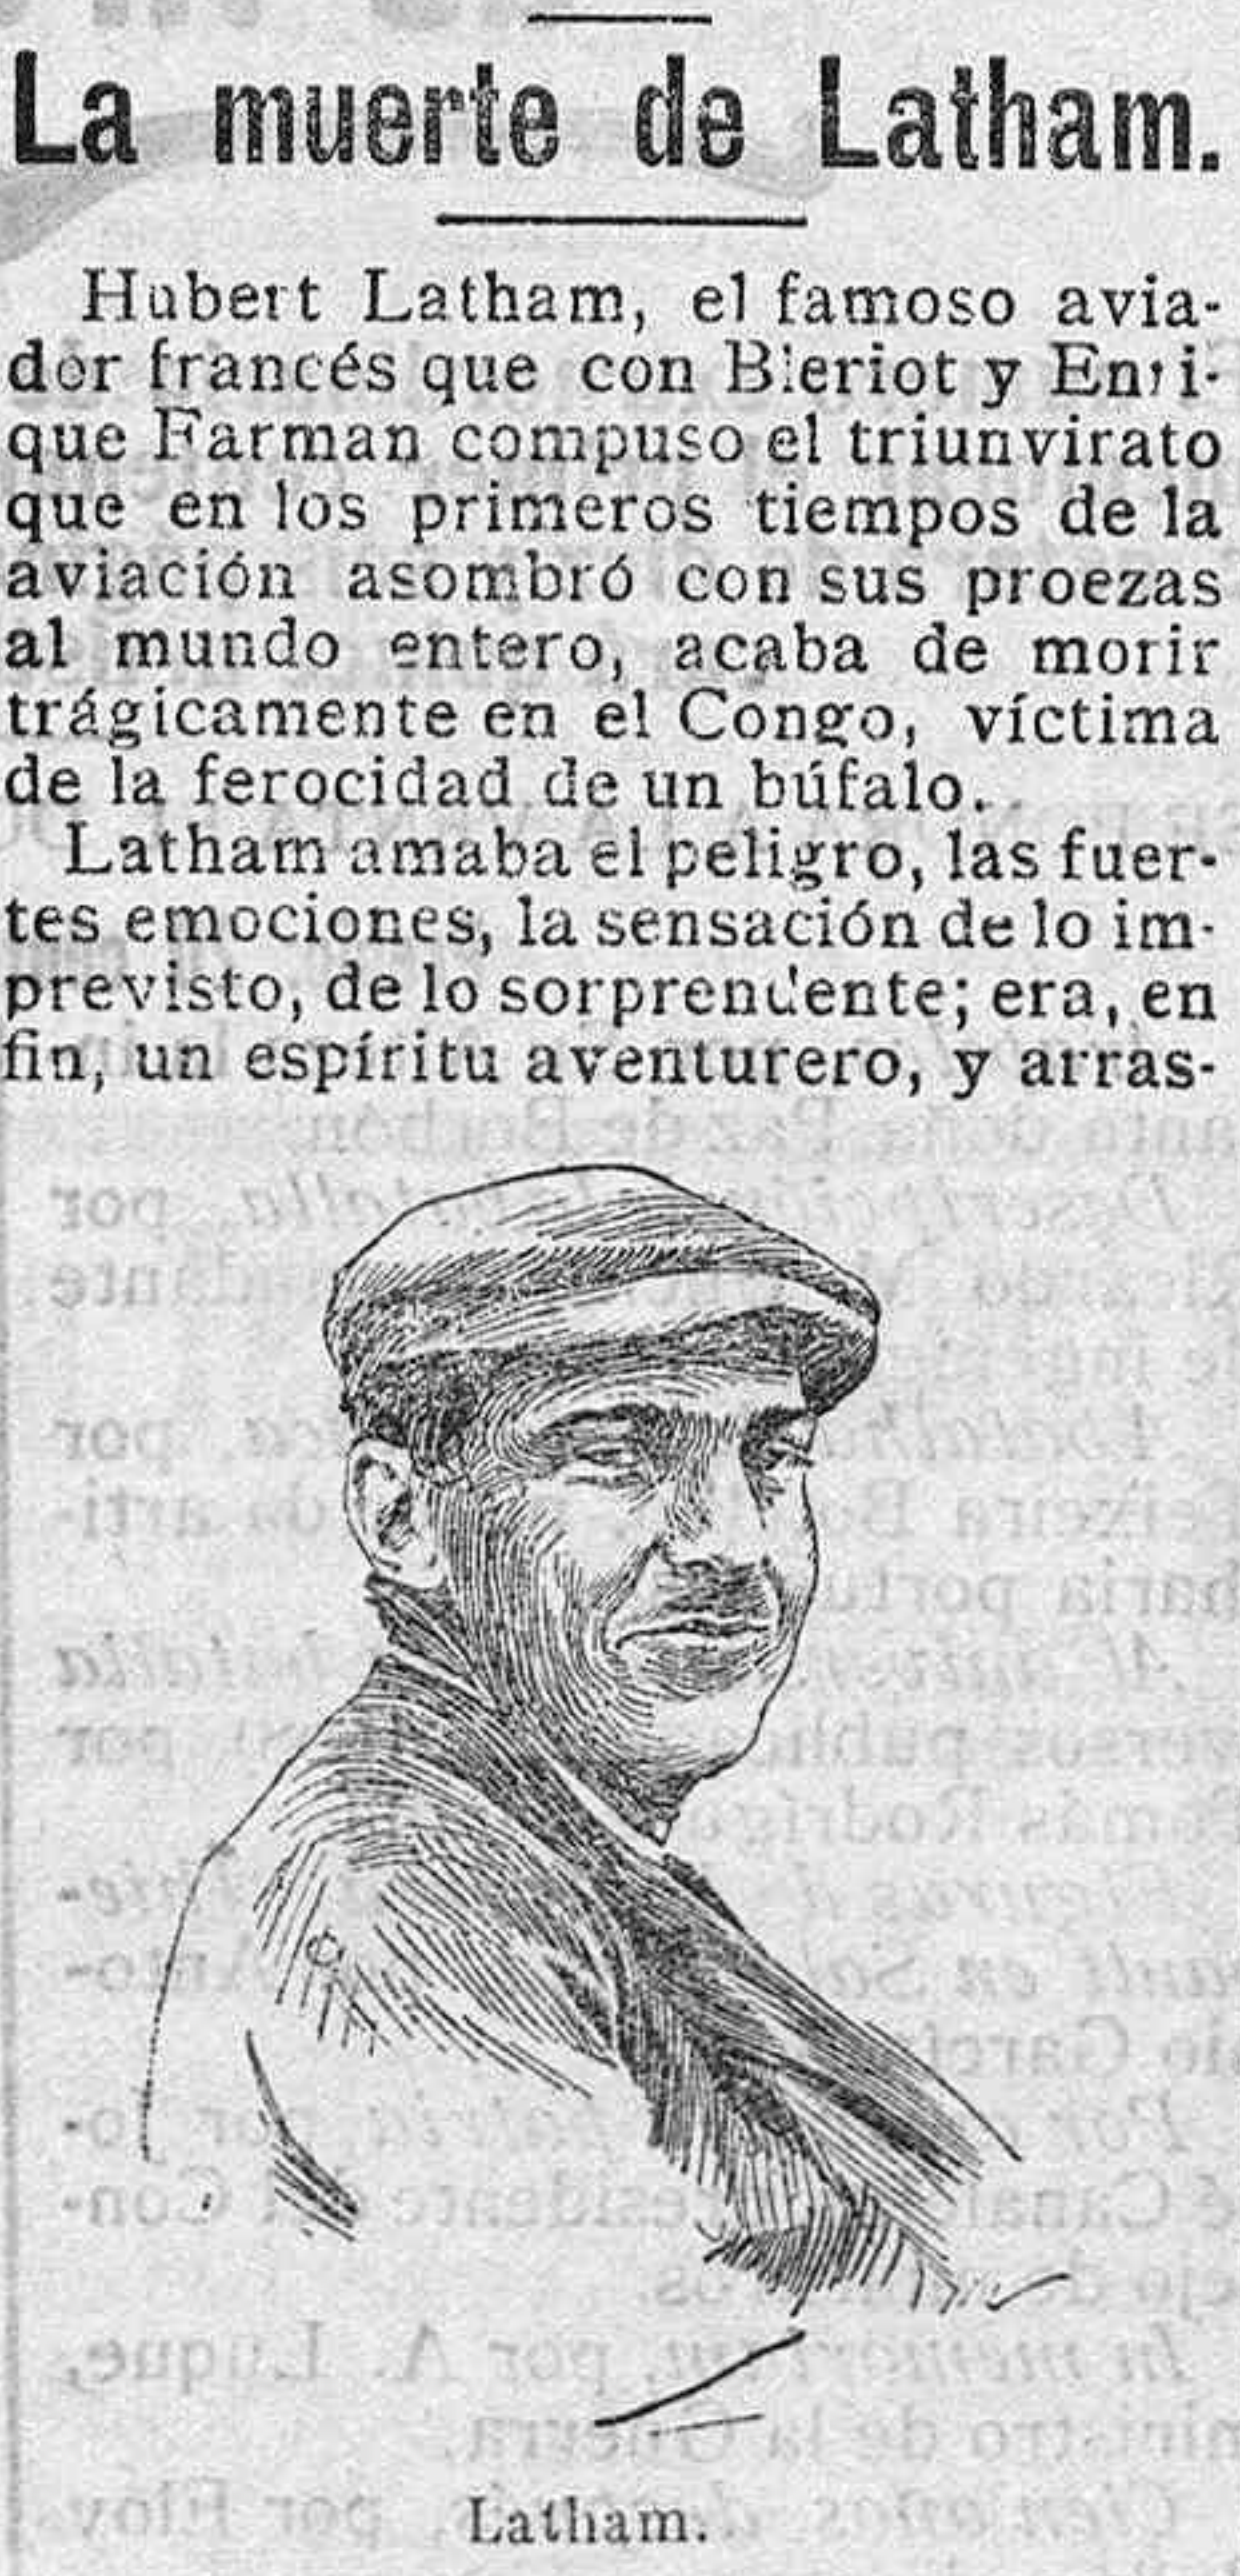 La muerte de Latham.
Hubert Latham, el famoso avia-
dor francés que con Bleriot y Enri-
que Farman compuso el triunvirato
que en los primeros tiempos de la
aviación asombró con sus proezas
al mundo entero, acaba de morir
trágicamente en el Congo, víctima
de la ferocidad de un búfalo.
Latham amaba el peligro, las fuer-
tes emociones, la sensación de lo im-
previsto, de lo sorprendente; era, en
fin, un espíritu aventurero, y arras-
Latham.